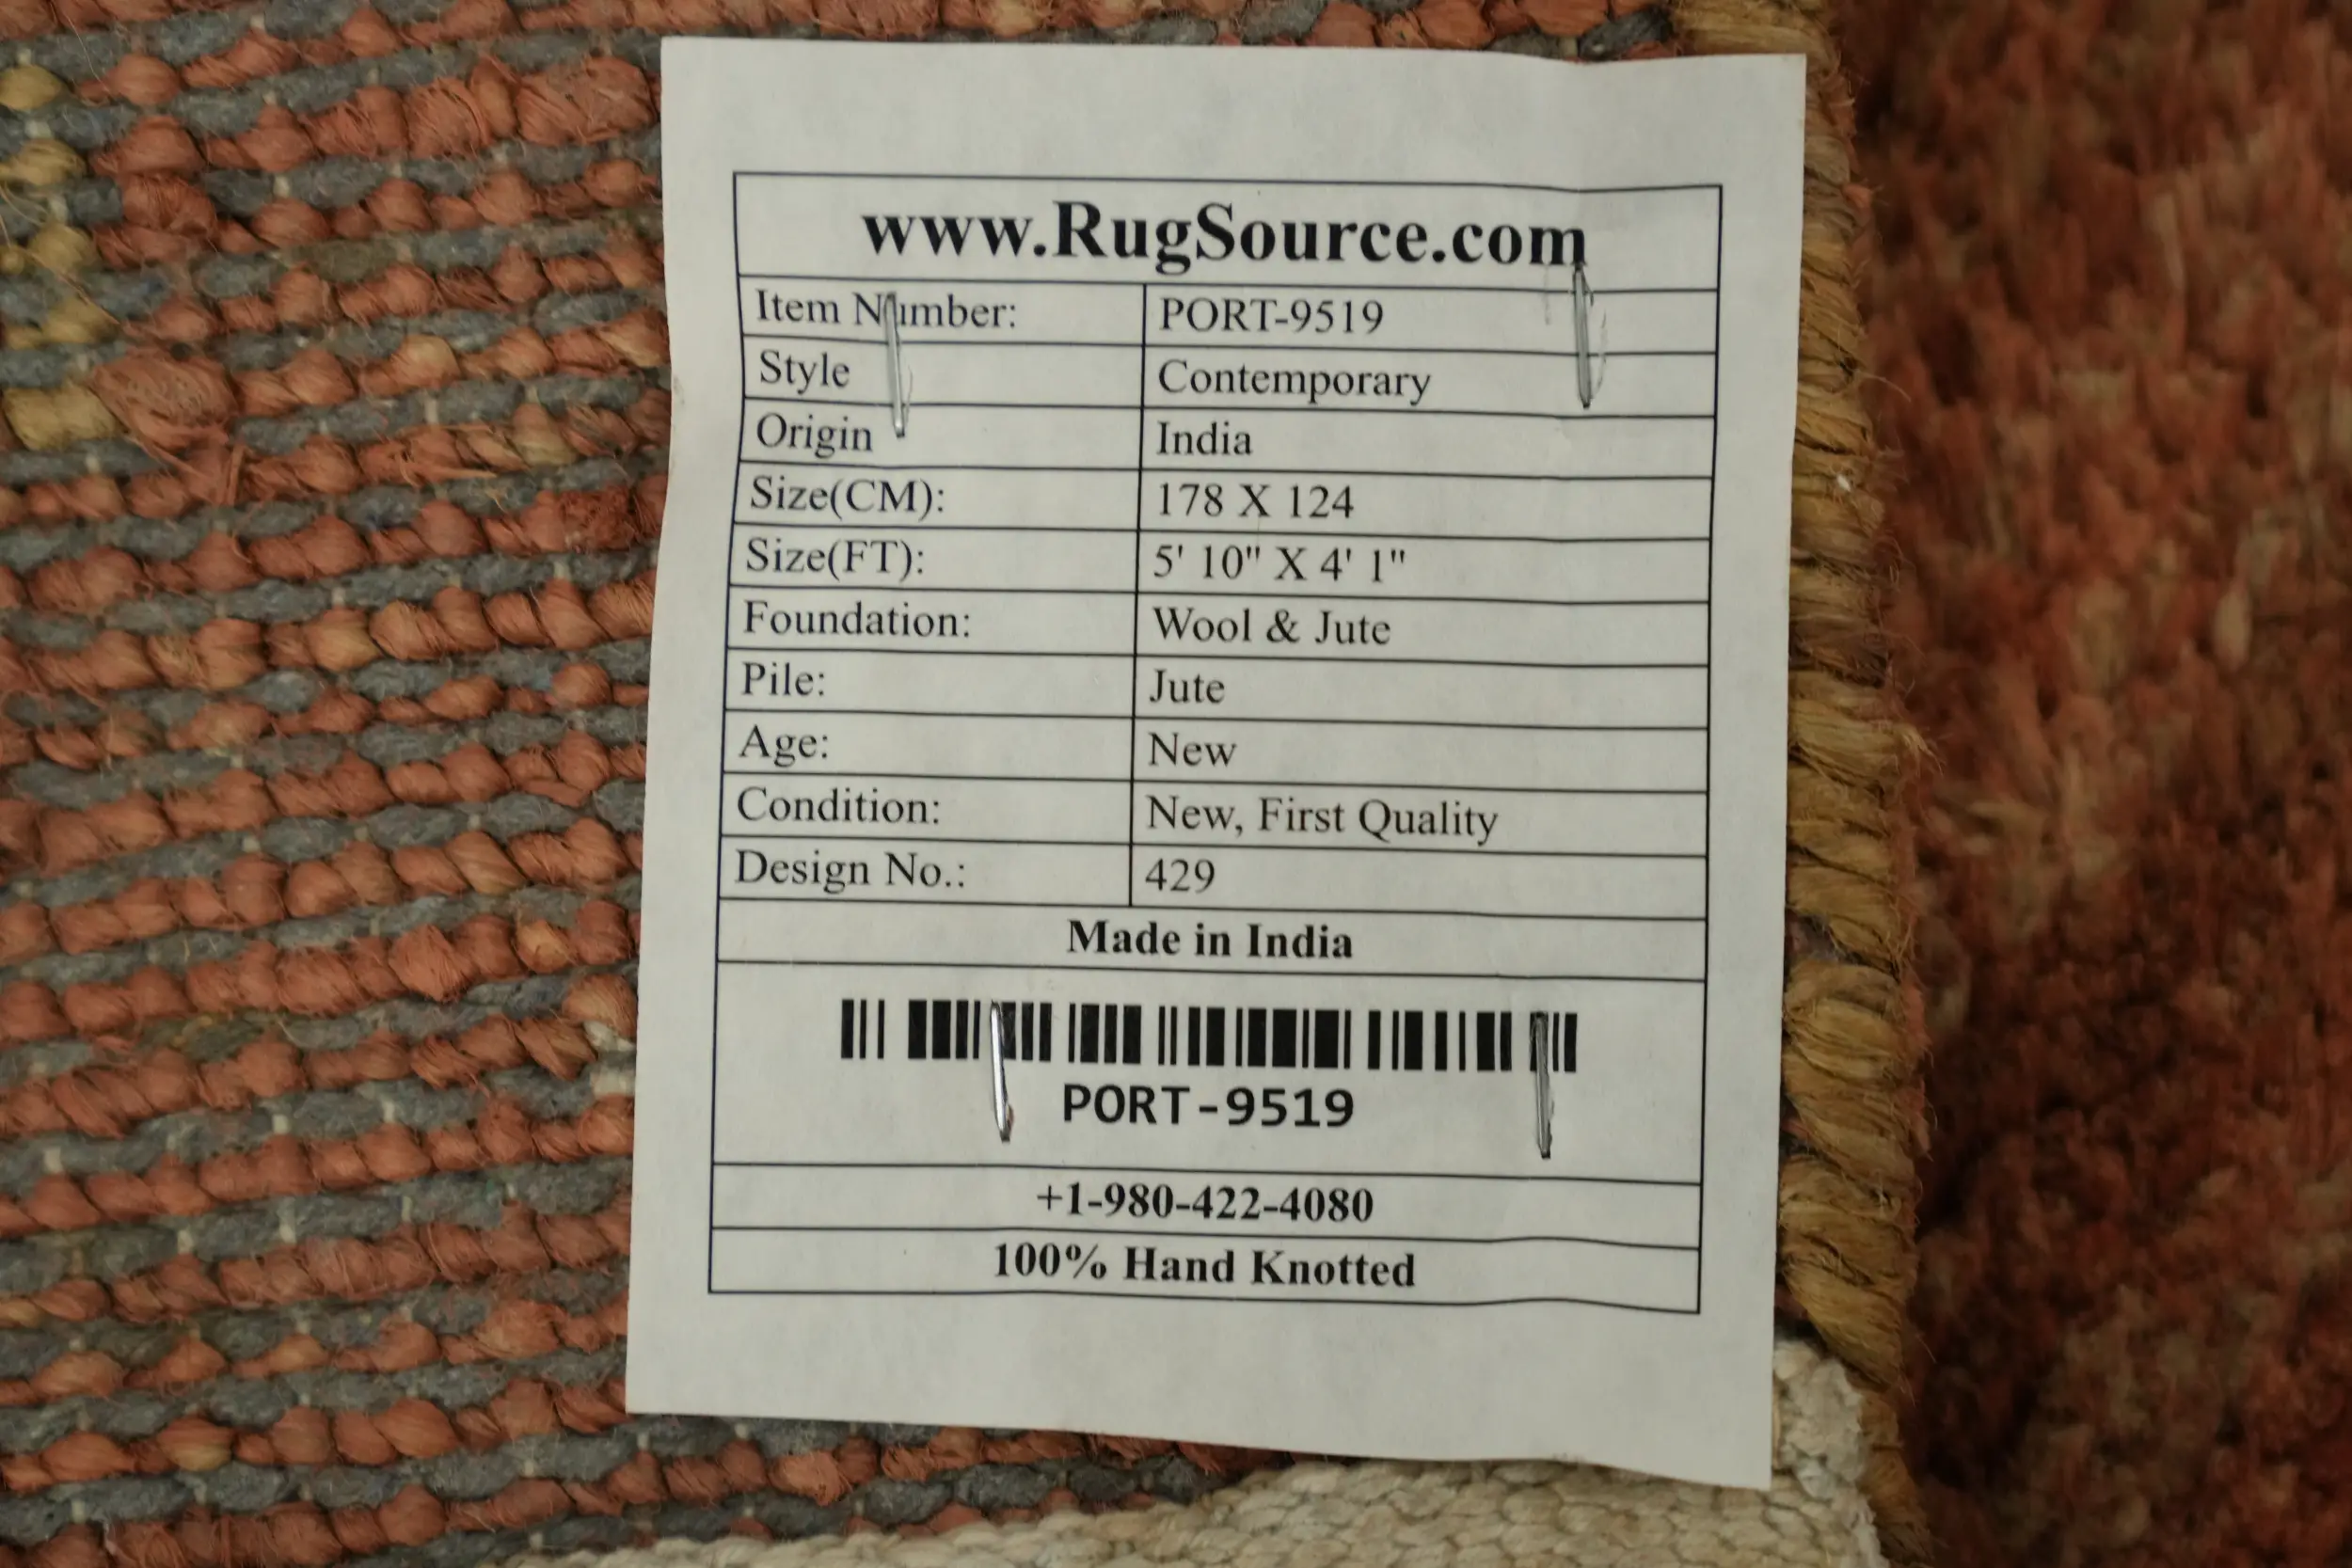 www.RugSource.com
Item Number: PORT-9519
Style Contemporary
Origin India
Size(CM): 178 X 124
Size(FT): 5' 10" X 4' 1"
Foundation: Wool & Jute
Pile: Jute
Age: New
Condition: New, First Quality
Design No.: 429
Made in India
PORT-9519
+1-980-422-4080
100% Hand Knotted